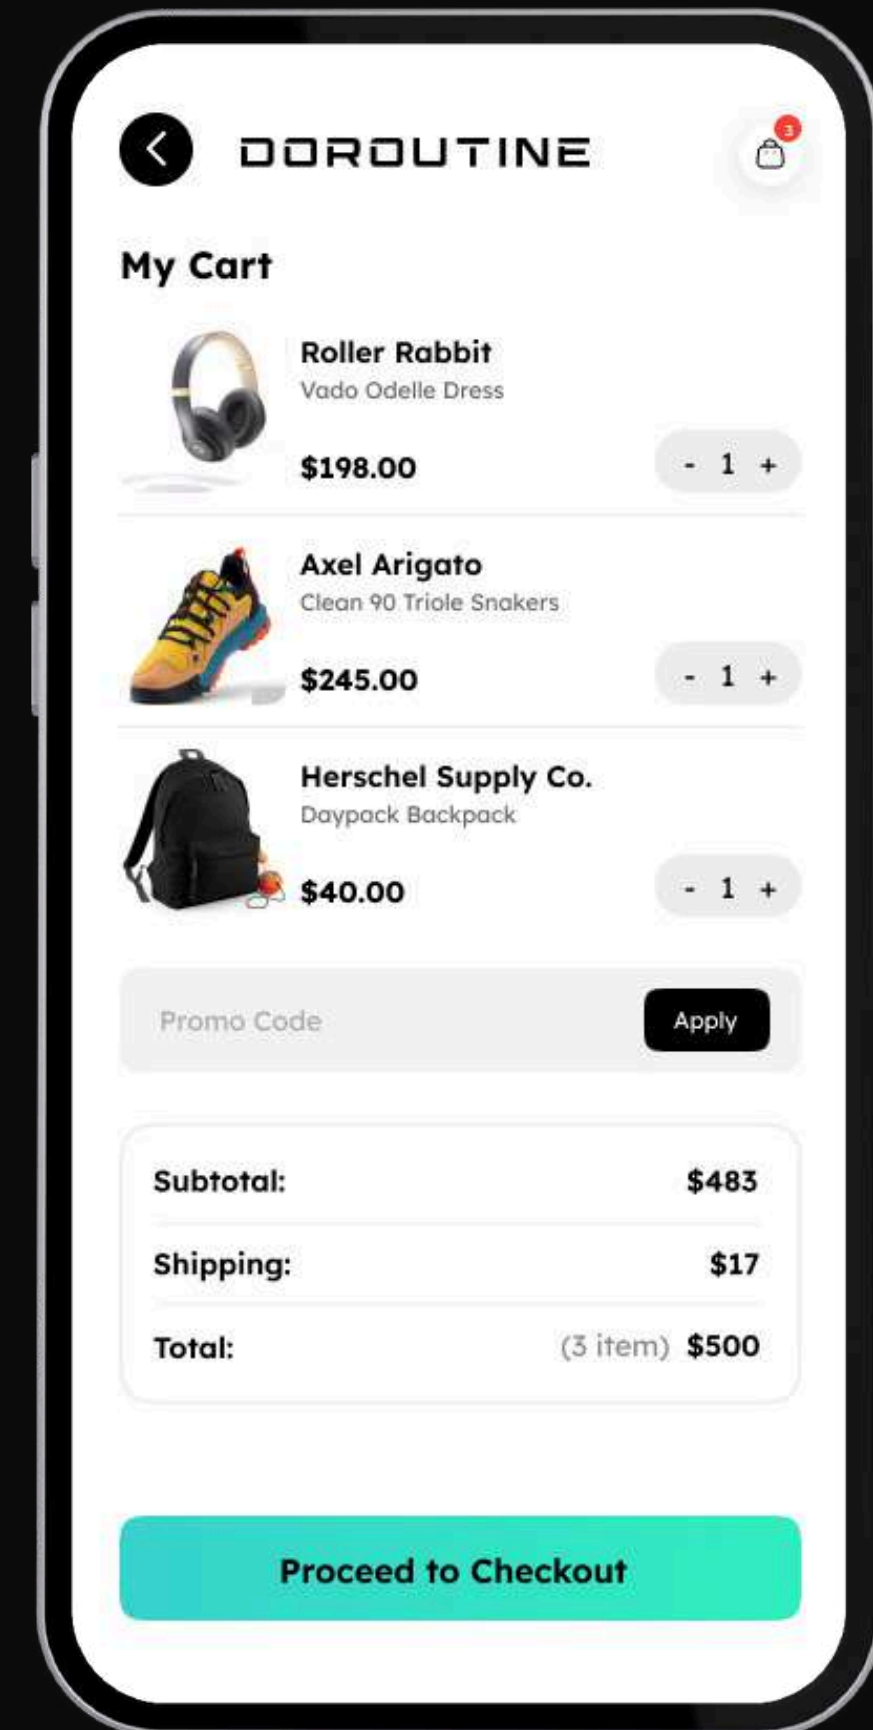 DOROUTINE
3
My Cart
Roller Rabbit
Vado Odelle Dress
$198.00
- 1 +
Axel Arigato
Clean 90 Triole Snakers
$245.00
- 1 +
Herschel Supply Co.
Daypack Backpack
$40.00
- 1 +
Promo Code
Apply
Subtotal: $483
Shipping: $17
Total: (3 item) $500
Proceed to Checkout